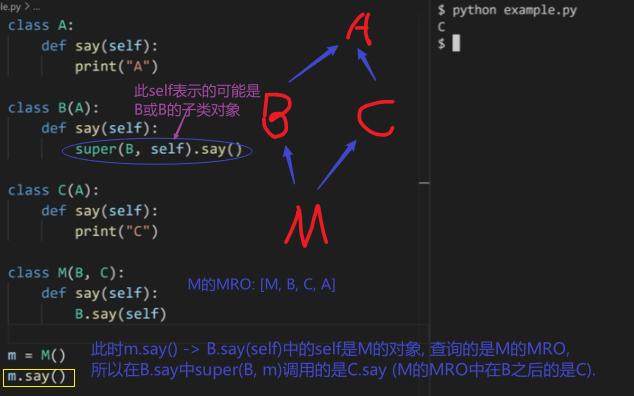 le.py > ...
class A:
def say(self):
print("A")
此self表示的可能是
B或B的子类对象
class B(A):
def say(self):
super(B, self).say()
class C(A):
def say(self):
print("C")
class M(B, C):
def say(self):
B.say(self)
M的MRO: [M, B, C, A]
m = M()
m.say()
此时m.say() -> B.say(self)中的self是M的对象, 查询的是M的MRO,
所以在B.say中super(B, m)调用的是C.say (M的MRO中在B之后的是C).
A
B
C
M
$ python example.py
C
$